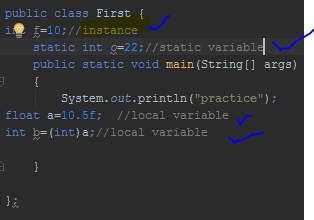 public class First {
int f=10;//instance
static int c=22;//static variable
public static void main(String[] args)
{
System.out.println("practice");
float a=10.5f; //local variable
int b=(int)a;//local variable
}
};